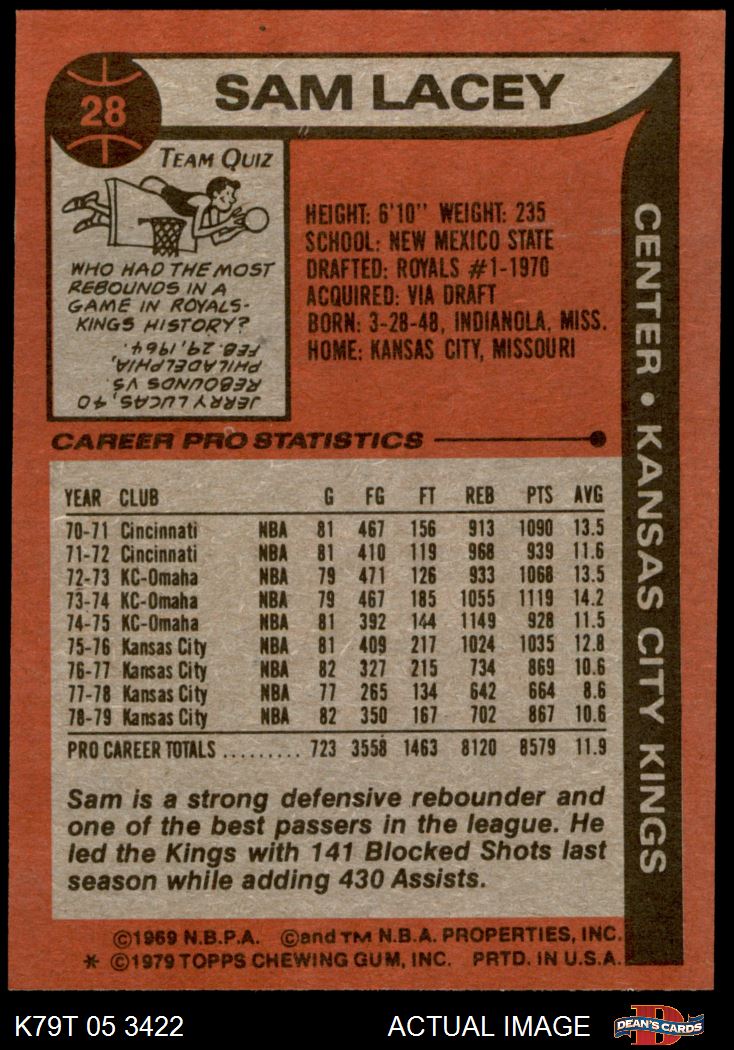 28
SAM LACEY
TEAM QUIZ
WHO HAD THE MOST
REBOUNDS IN A
GAME IN ROYALS-
KINGS HISTORY?
JERRY LUCAS, 40
REBOUNDS VS.
PHILADELPHIA,
FEB. 29, 1964.
HEIGHT: 6'10" WEIGHT: 235
SCHOOL: NEW MEXICO STATE
DRAFTED: ROYALS #1-1970
ACQUIRED: VIA DRAFT
BORN: 3-28-48, INDIANOLA, MISS.
HOME: KANSAS CITY, MISSOURI
CENTER • KANSAS CITY KINGS
CAREER PRO STATISTICS
YEAR CLUB G FG FT REB PTS AVG
70-71 Cincinnati NBA 81 467 156 913 1090 13.5
71-72 Cincinnati NBA 81 410 119 968 939 11.6
72-73 KC-Omaha NBA 79 471 126 933 1068 13.5
73-74 KC-Omaha NBA 79 467 185 1055 1119 14.2
74-75 KC-Omaha NBA 81 392 144 1149 928 11.5
75-76 Kansas City NBA 81 409 217 1024 1035 12.8
76-77 Kansas City NBA 82 327 215 734 869 10.6
77-78 Kansas City NBA 77 265 134 642 664 8.6
78-79 Kansas City NBA 82 350 167 702 867 10.6
PRO CAREER TOTALS ......... 723 3558 1463 8120 8579 11.9
Sam is a strong defensive rebounder and
one of the best passers in the league. He
led the Kings with 141 Blocked Shots last
season while adding 430 Assists.
©1969 N.B.P.A. ©and TM N.B.A. PROPERTIES, INC.
* ©1979 TOPPS CHEWING GUM, INC. PRTD. IN U.S.A.
K79T 05 3422 ACTUAL IMAGE
D
DEAN'S CARDS